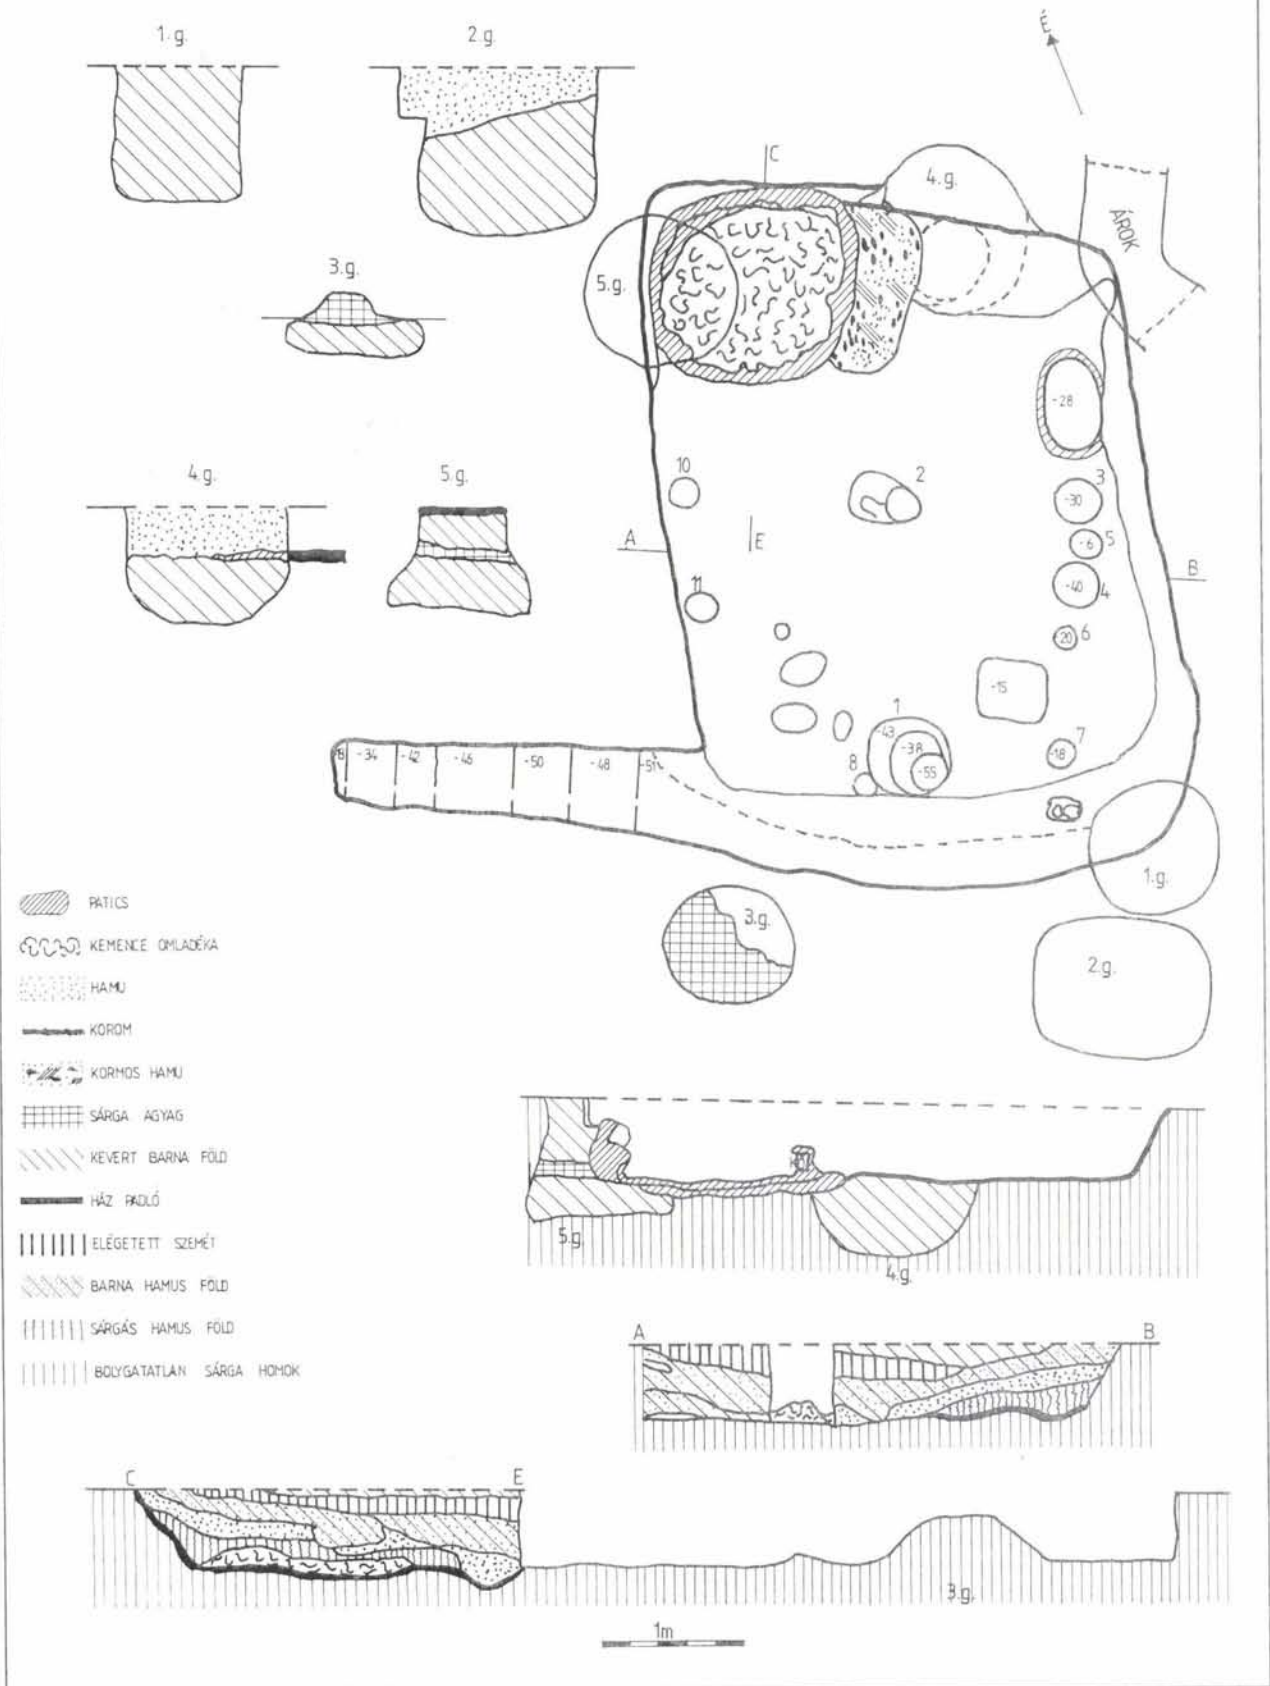 1.g.
2.g.
É
3.g.
C
4.g.
ÁROK
5.g.
-28
4.g.
5.g.
10
2
3
-30
A
E
-6
5
B
11
-40
4
-20
6
-15
1
-43
-38
-55
7
-18
8
-34
-42
-46
-50
-48
-51
1.g.
3.g.
2.g.
PATICS
KEMENCE OMLADÉKA
HAMU
KOROM
KORMOS HAMU
SÁRGA AGYAG
KEVERT BARNA FÖLD
HÁZ PADLÓ
ELÉGETETT SZEMÉT
BARNA HAMUS FÖLD
SÁRGÁS HAMUS FÖLD
BOLYGATATLAN SÁRGA HOMOK
5.g.
4.g.
A
B
C
E
3.g.
1m